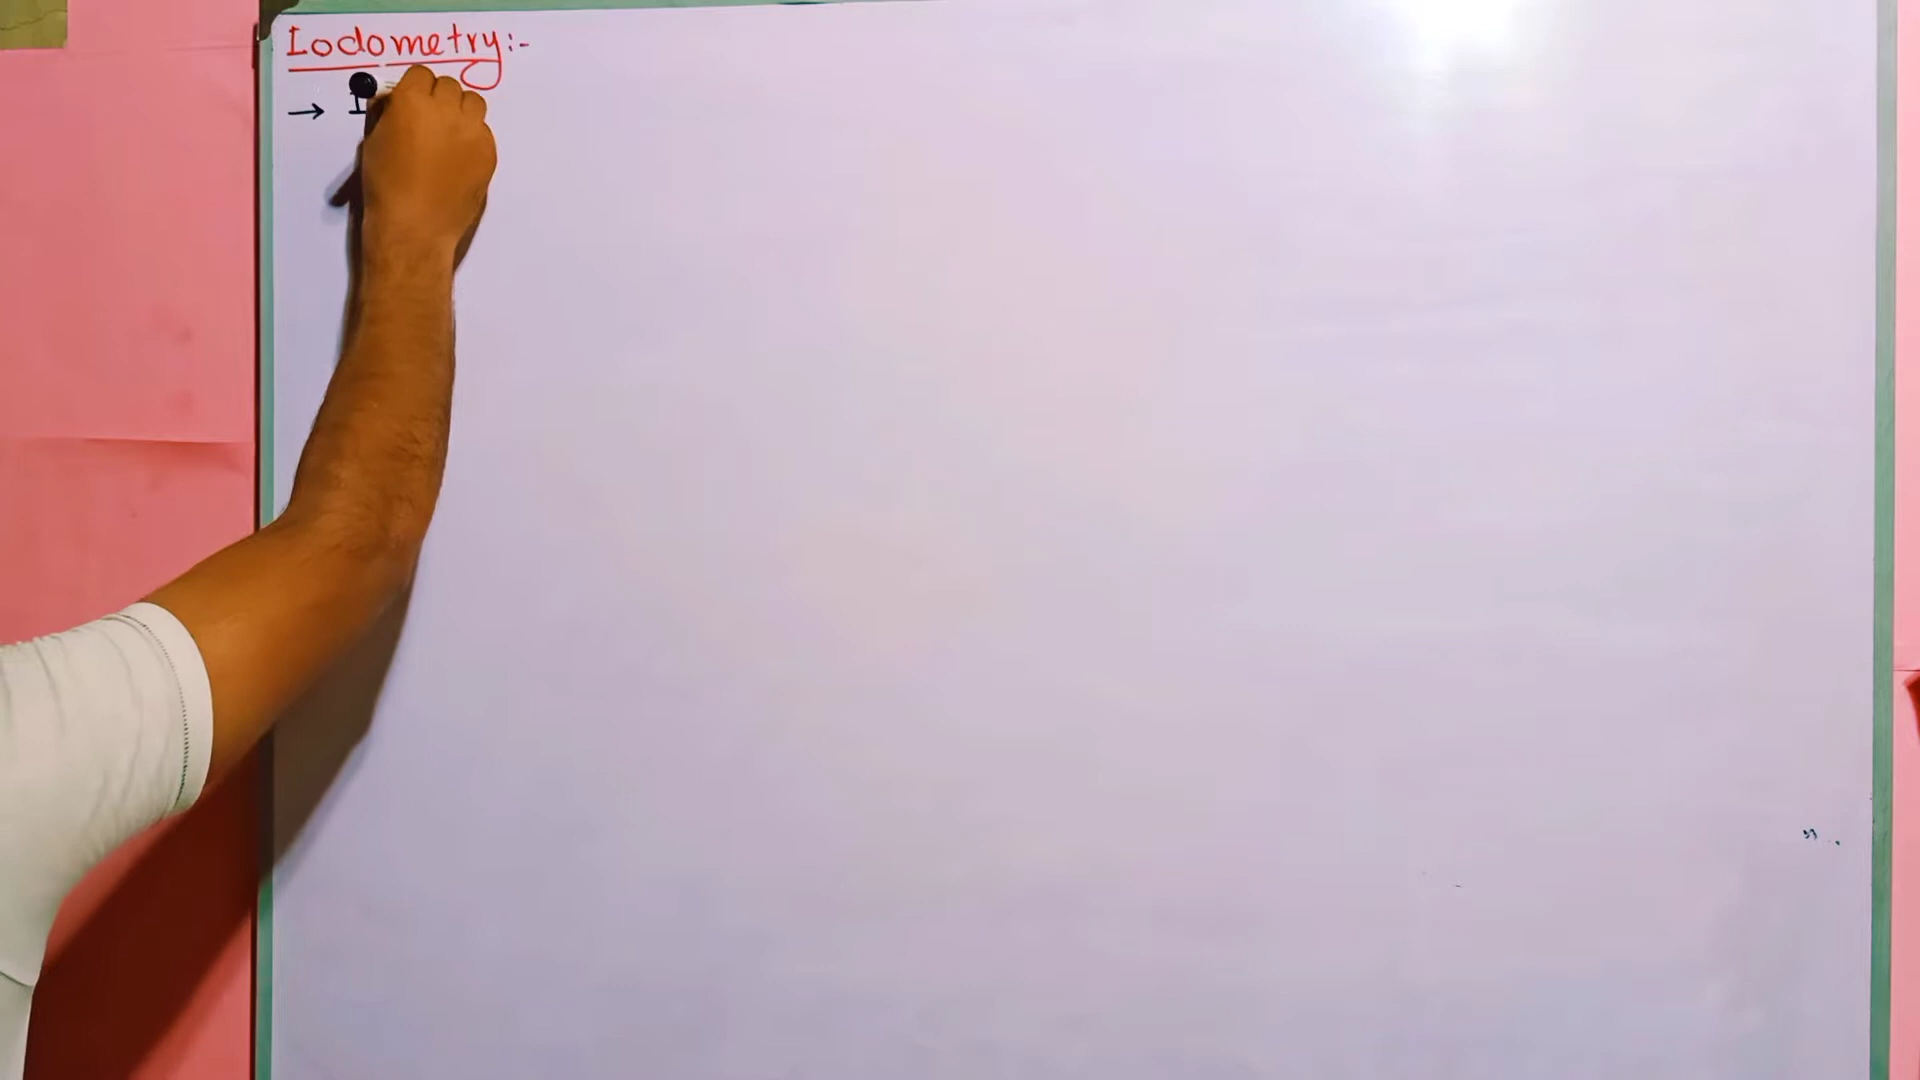 Iodometry:-
→ I